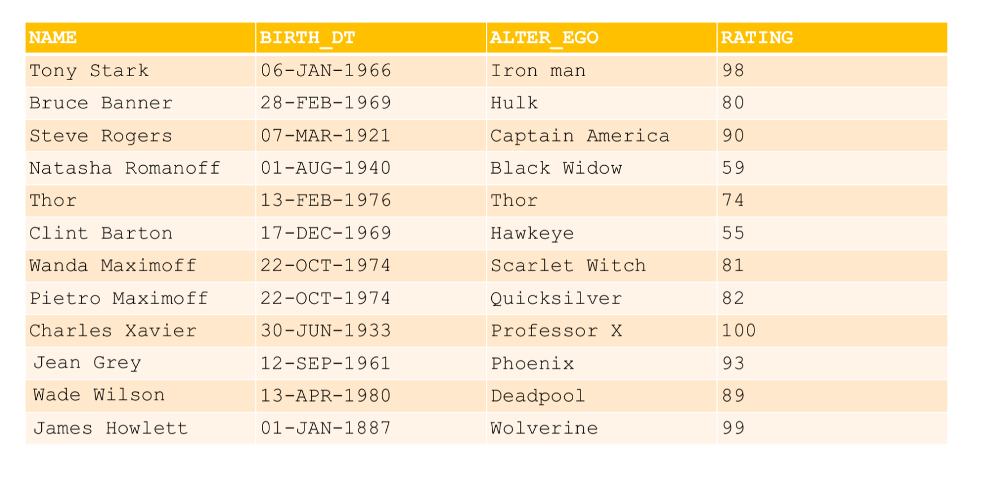 NAME BIRTH_DT ALTER_EGO RATING
Tony Stark 06-JAN-1966 Iron man 98
Bruce Banner 28-FEB-1969 Hulk 80
Steve Rogers 07-MAR-1921 Captain America 90
Natasha Romanoff 01-AUG-1940 Black Widow 59
Thor 13-FEB-1976 Thor 74
Clint Barton 17-DEC-1969 Hawkeye 55
Wanda Maximoff 22-OCT-1974 Scarlet Witch 81
Pietro Maximoff 22-OCT-1974 Quicksilver 82
Charles Xavier 30-JUN-1933 Professor X 100
Jean Grey 12-SEP-1961 Phoenix 93
Wade Wilson 13-APR-1980 Deadpool 89
James Howlett 01-JAN-1887 Wolverine 99